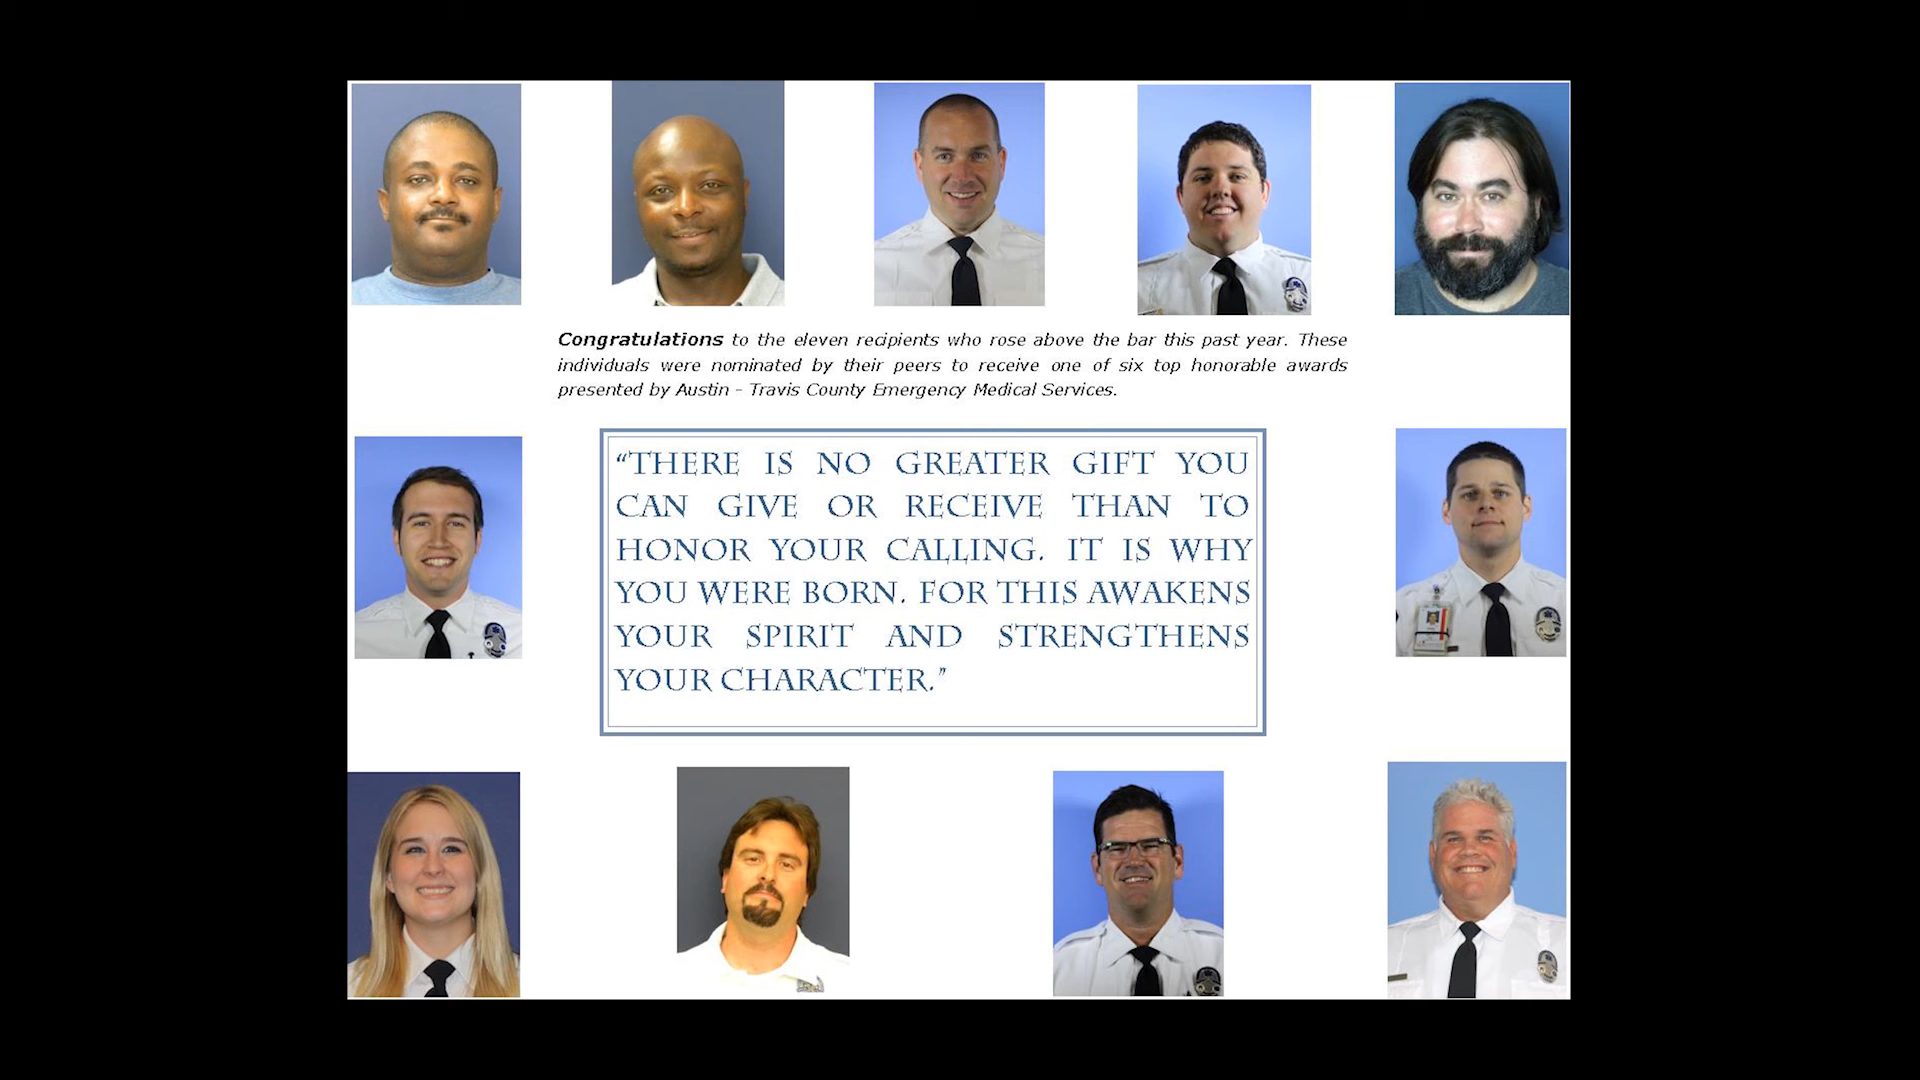 Congratulations to the eleven recipients who rose above the bar this past year. These
individuals were nominated by their peers to receive one of six top honorable awards
presented by Austin - Travis County Emergency Medical Services.
“THERE IS NO GREATER GIFT YOU
CAN GIVE OR RECEIVE THAN TO
HONOR YOUR CALLING. IT IS WHY
YOU WERE BORN. FOR THIS AWAKENS
YOUR SPIRIT AND STRENGTHENS
YOUR CHARACTER.”